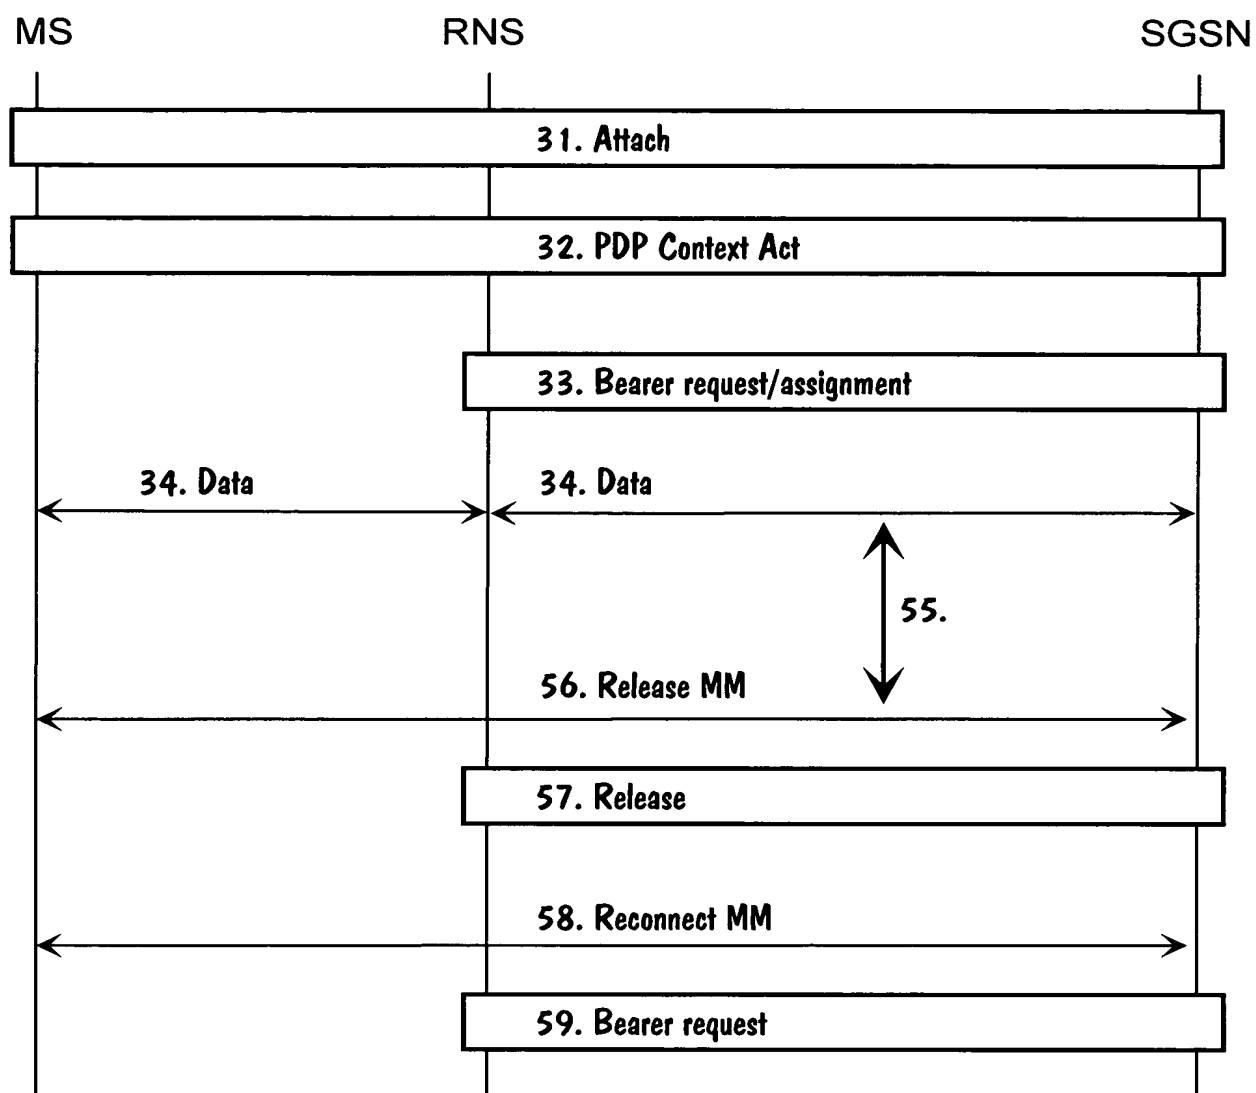 MS RNS SGSN
31. Attach
32. PDP Context Act
33. Bearer request/assignment
34. Data 34. Data
55.
56. Release MM
57. Release
58. Reconnect MM
59. Bearer request